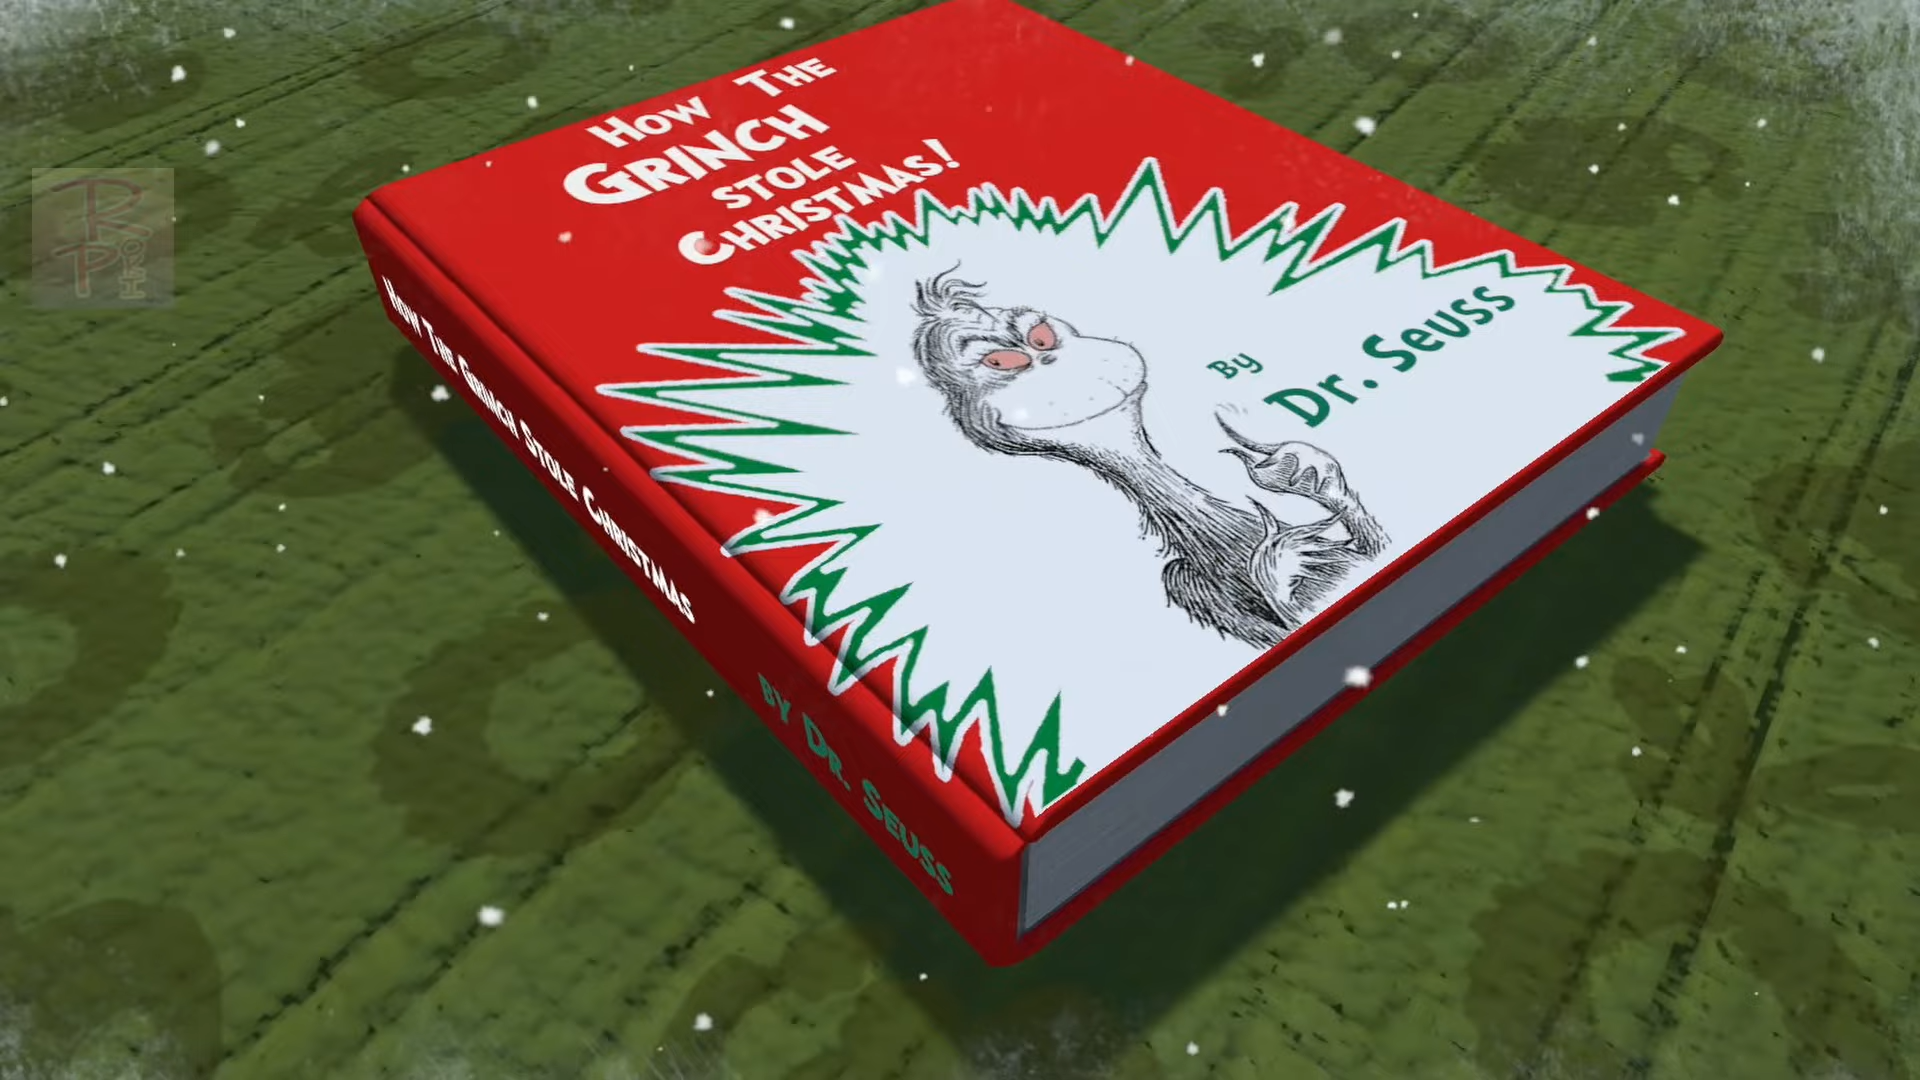 How The
Grinch
Stole
Christmas!
By
Dr. Seuss
How The Grinch Stole Christmas
by Dr. Seuss